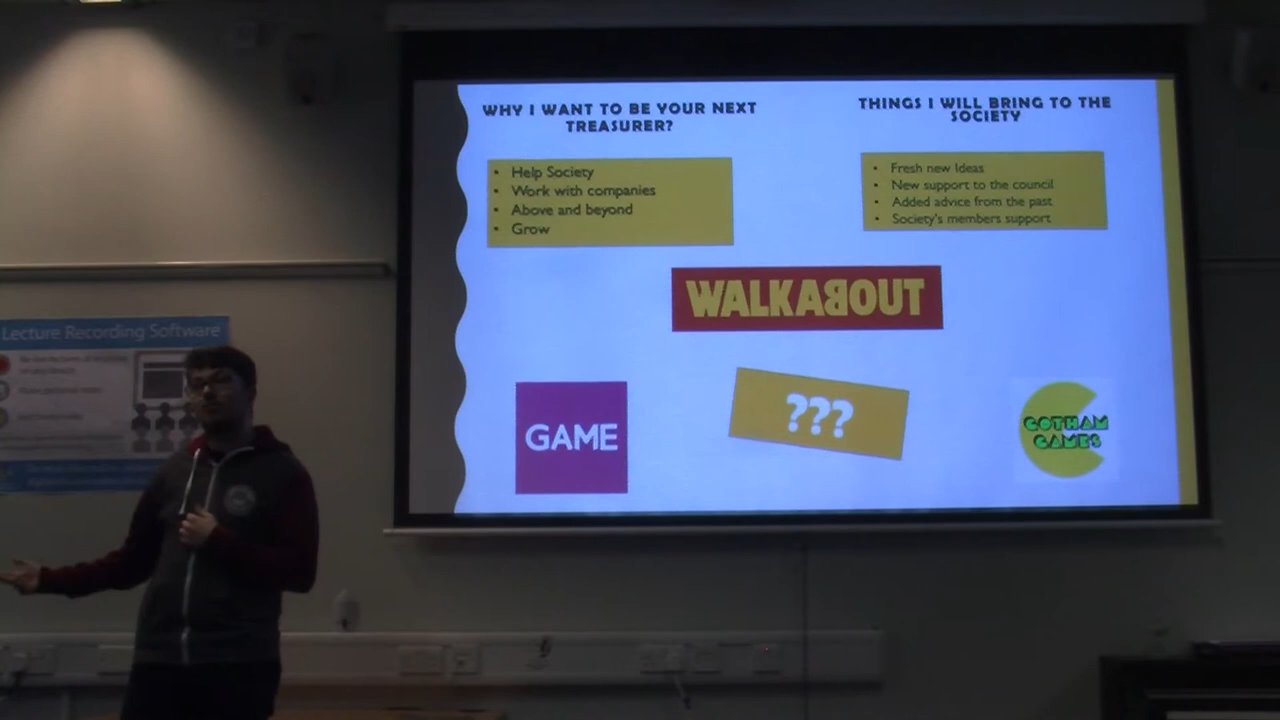 WHY I WANT TO BE YOUR NEXT
TREASURER?
• Help Society
• Work with companies
• Above and beyond
• Grow
THINGS I WILL BRING TO THE
SOCIETY
• Fresh new Ideas
• New support to the council
• Added advice from the past
• Society's members support
WALKABOUT
GAME
???
GOTHAM
GAMES
Lecture Recording Software